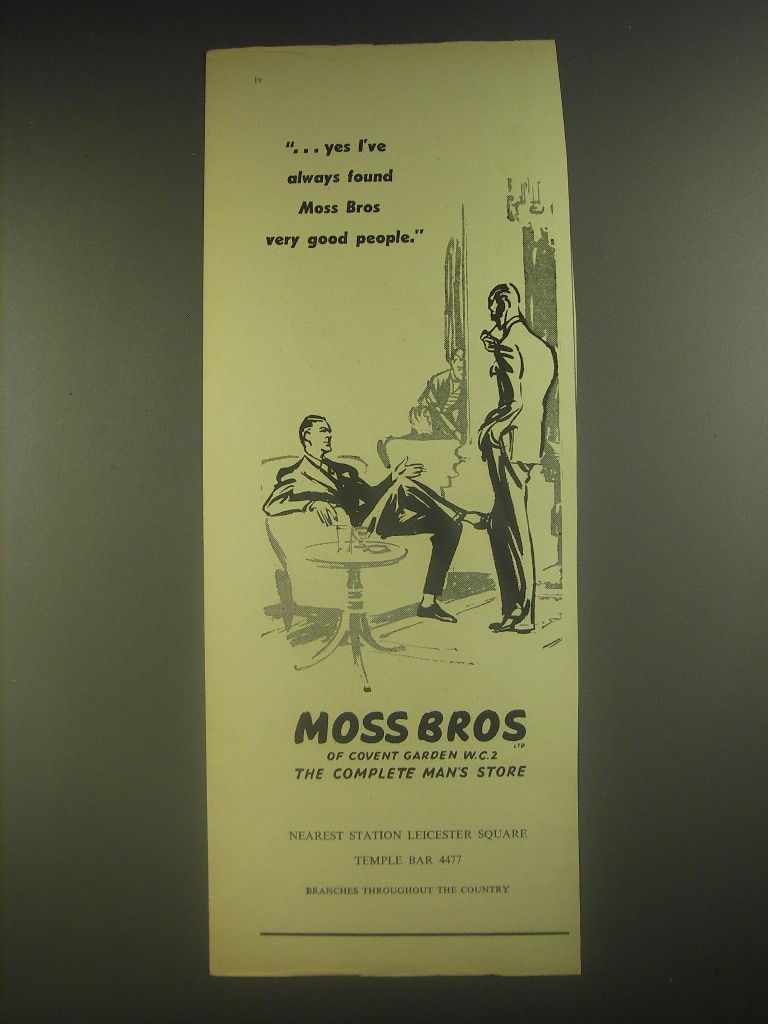 iv
"... yes I've
always found
Moss Bros
very good people."
MOSS BROS
LTD
OF COVENT GARDEN W.C.2
THE COMPLETE MAN'S STORE
NEAREST STATION LEICESTER SQUARE
TEMPLE BAR 4477
BRANCHES THROUGHOUT THE COUNTRY